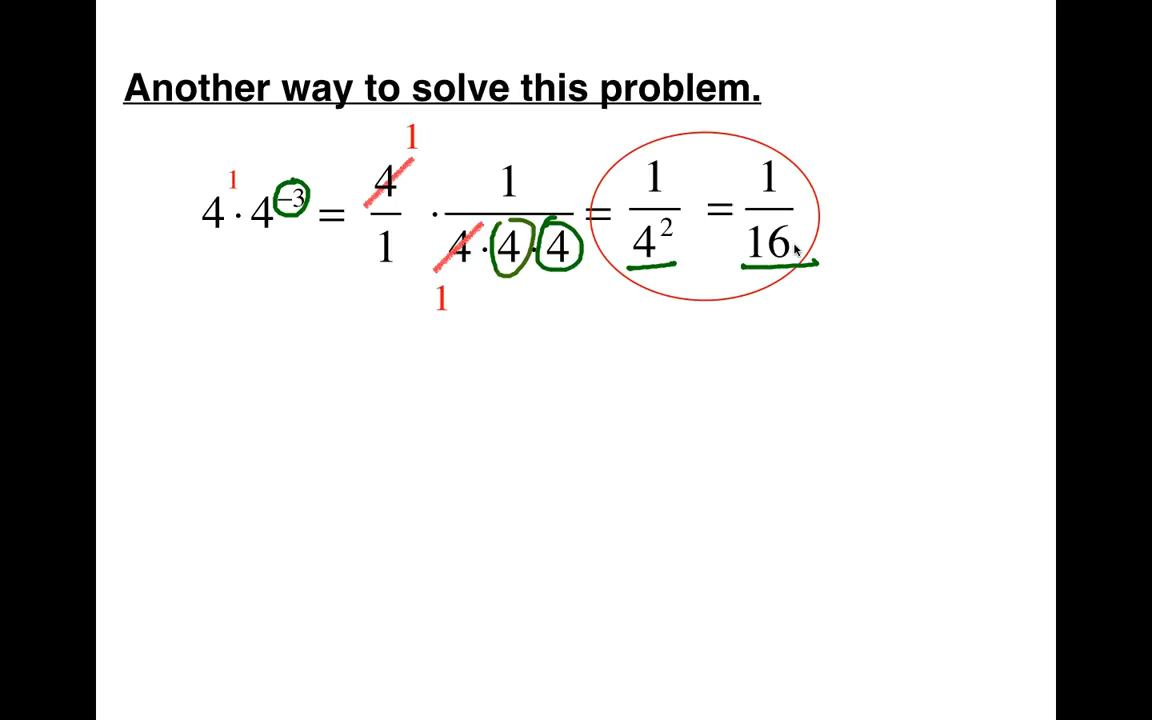 Another way to solve this problem.
4¹ · 4⁻³ = 4/1 · 1/(4 · 4 · 4) = 1/4² = 1/16
1
1